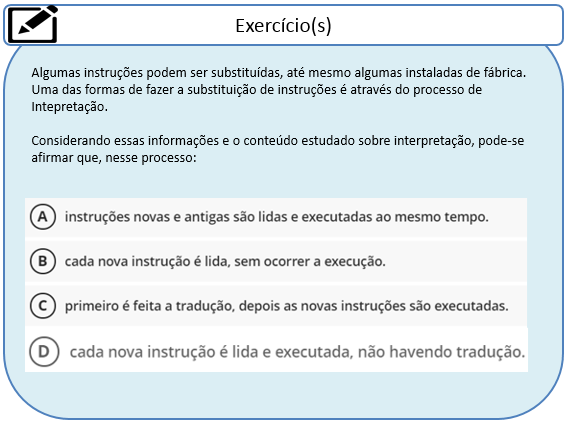 Exercício(s)
Algumas instruções podem ser substituídas, até mesmo algumas instaladas de fábrica.
Uma das formas de fazer a substituição de instruções é através do processo de
Intepretação.
Considerando essas informações e o conteúdo estudado sobre interpretação, pode-se
afirmar que, nesse processo:
A instruções novas e antigas são lidas e executadas ao mesmo tempo.
B cada nova instrução é lida, sem ocorrer a execução.
C primeiro é feita a tradução, depois as novas instruções são executadas.
D cada nova instrução é lida e executada, não havendo tradução.